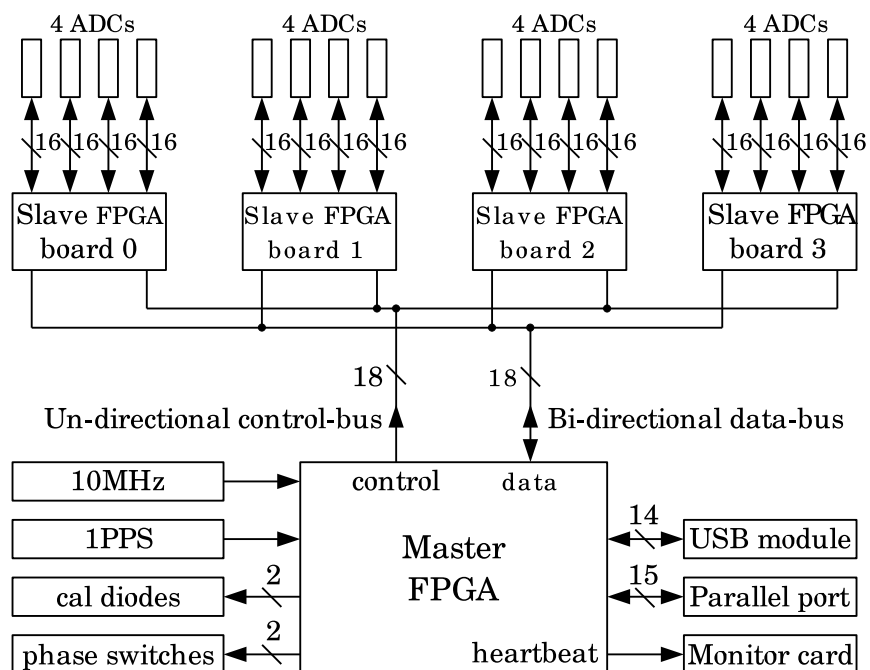 4 ADCs 4 ADCs 4 ADCs 4 ADCs
16 16 16 16 16 16 16 16 16 16 16 16 16 16 16 16
Slave FPGA
board 0
Slave FPGA
board 1
Slave FPGA
board 2
Slave FPGA
board 3
18 18
Un-directional control-bus Bi-directional data-bus
10MHz
1PPS
cal diodes
2
phase switches
2
control data
Master
FPGA
heartbeat
14
USB module
15
Parallel port
Monitor card